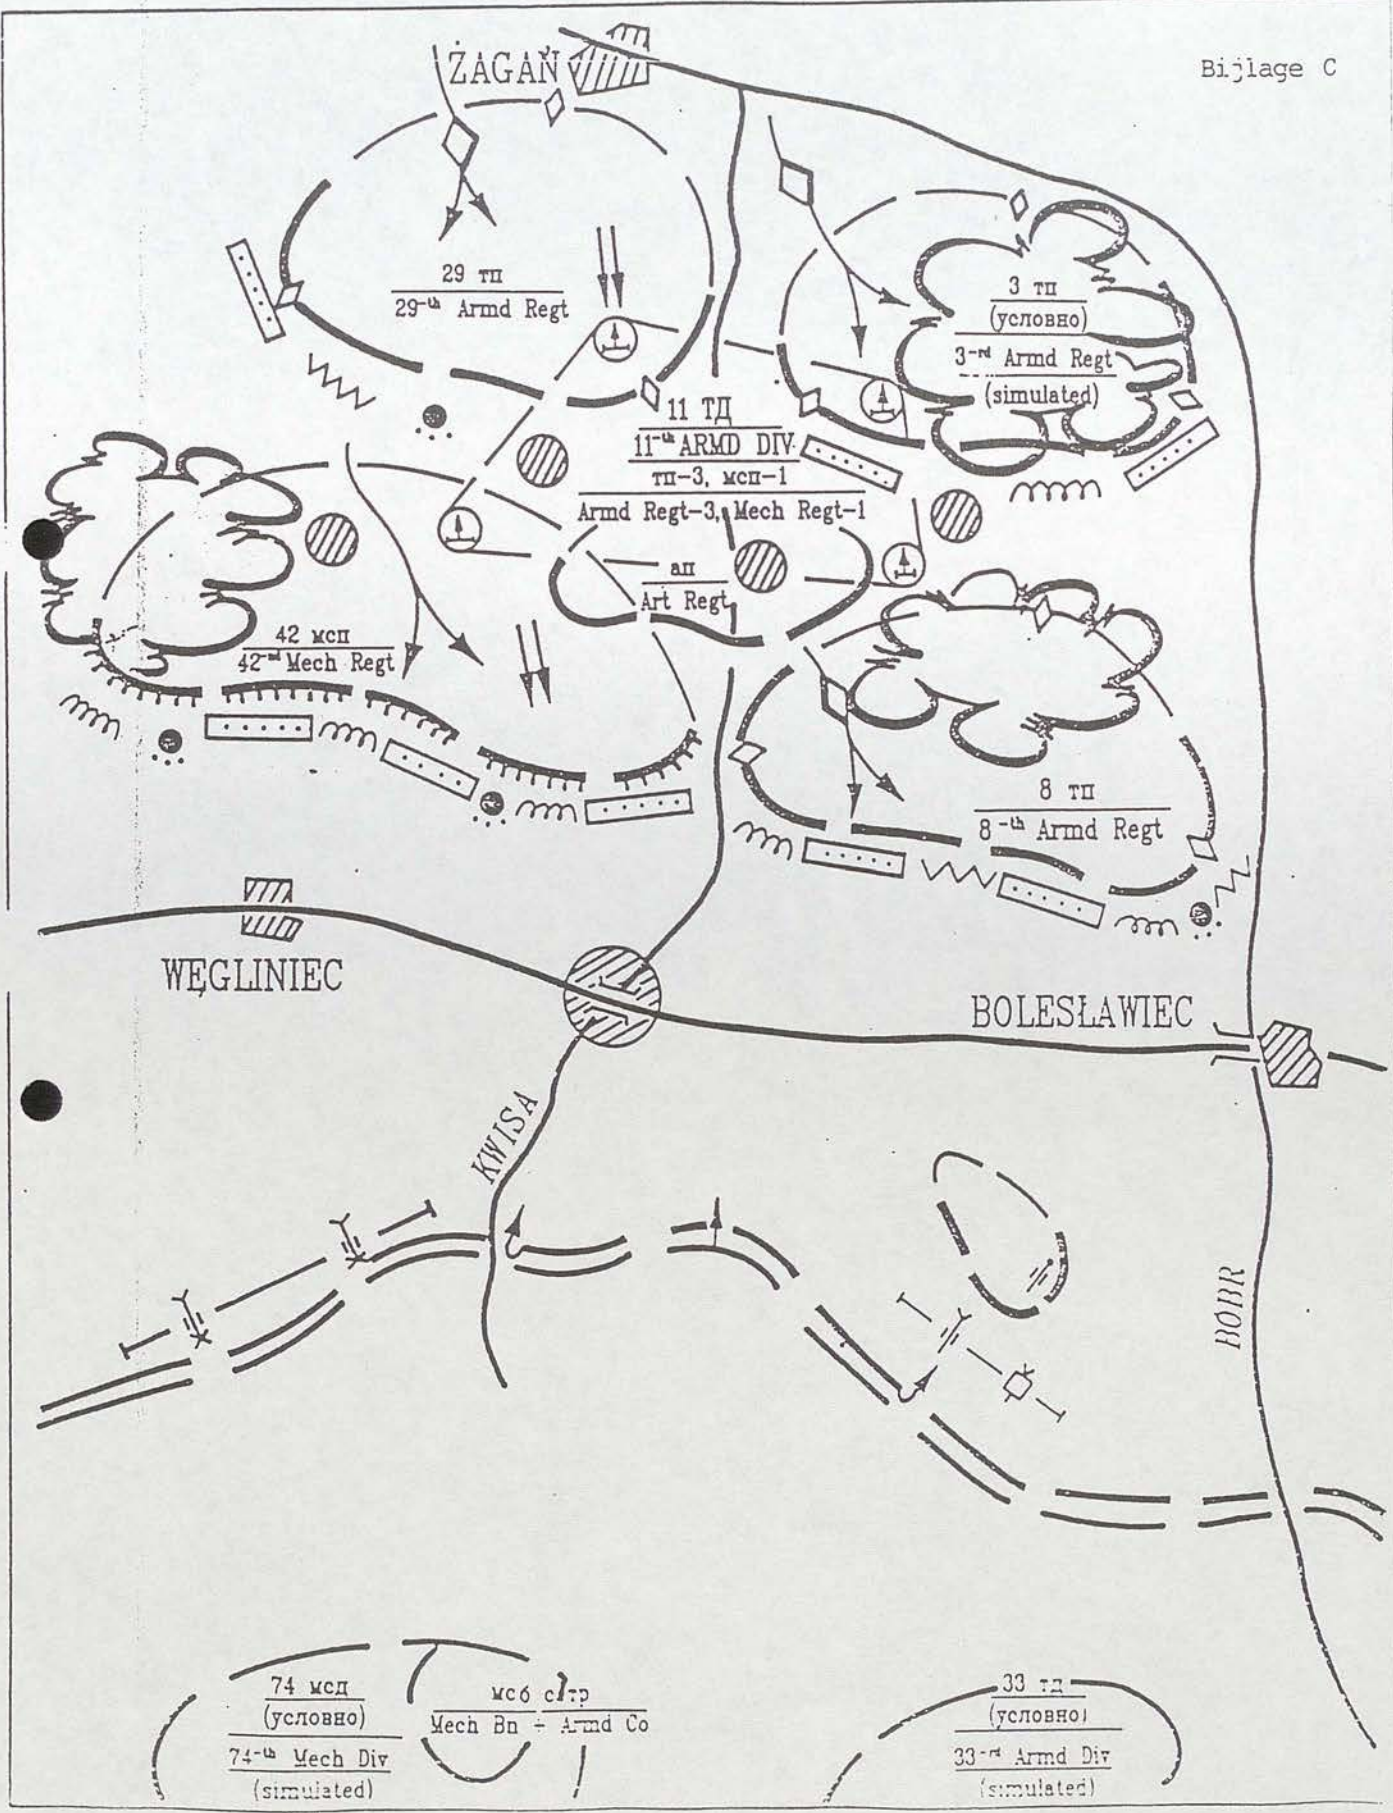 Bijlage C
ŻAGAŃ
29 тп
29-th Armd Regt
3 тп
(условно)
3-rd Armd Regt
(simulated)
11 ТД
11-th ARMD DIV.
тп-3, мсп-1
Armd Regt-3, Mech Regt-1
ап
Art Regt
42 мсп
42-nd Mech Regt
8 тп
8-th Armd Regt
WĘGLINIEC
BOLESŁAWIEC
KWISA
BÓBR
74 мсд
(условно)
74-th Mech Div
(simulated)
мсб с тр
Mech Bn + Armd Co
33 тд
(условно)
33-rd Armd Div
(simulated)